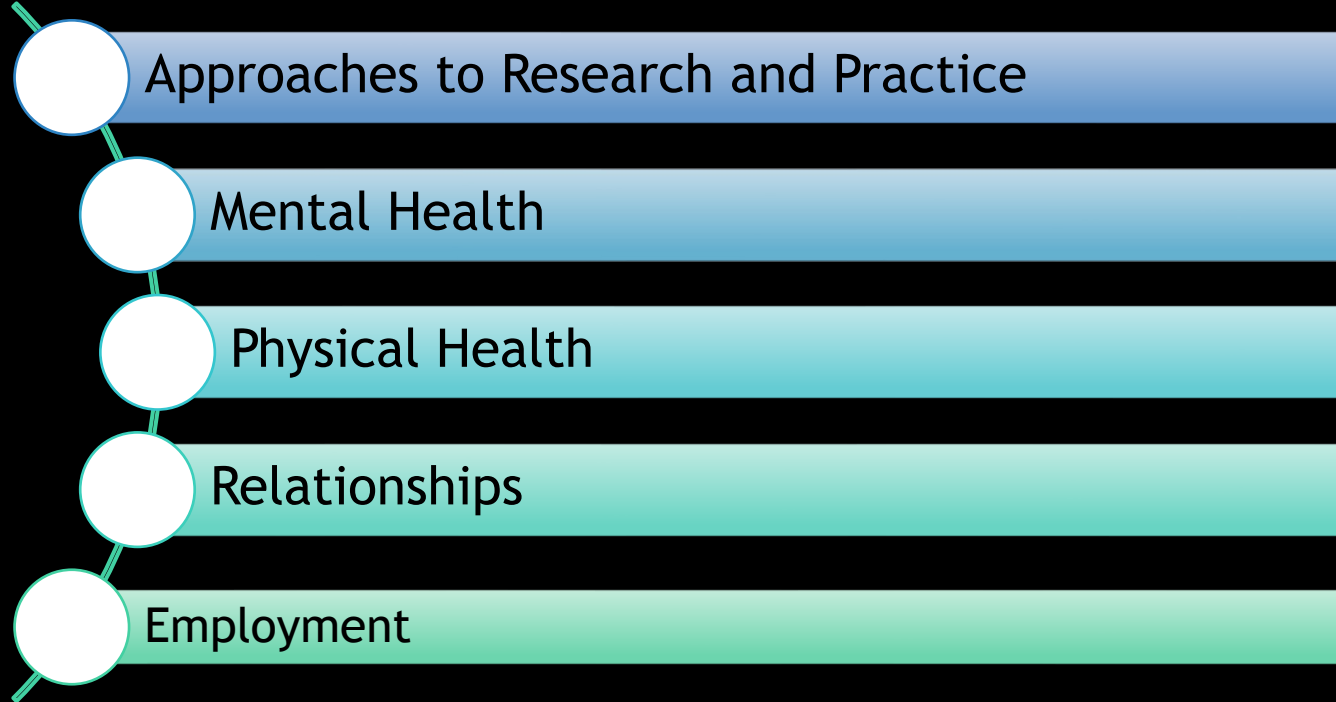 Approaches to Research and Practice
Mental Health
Physical Health
Relationships
Employment